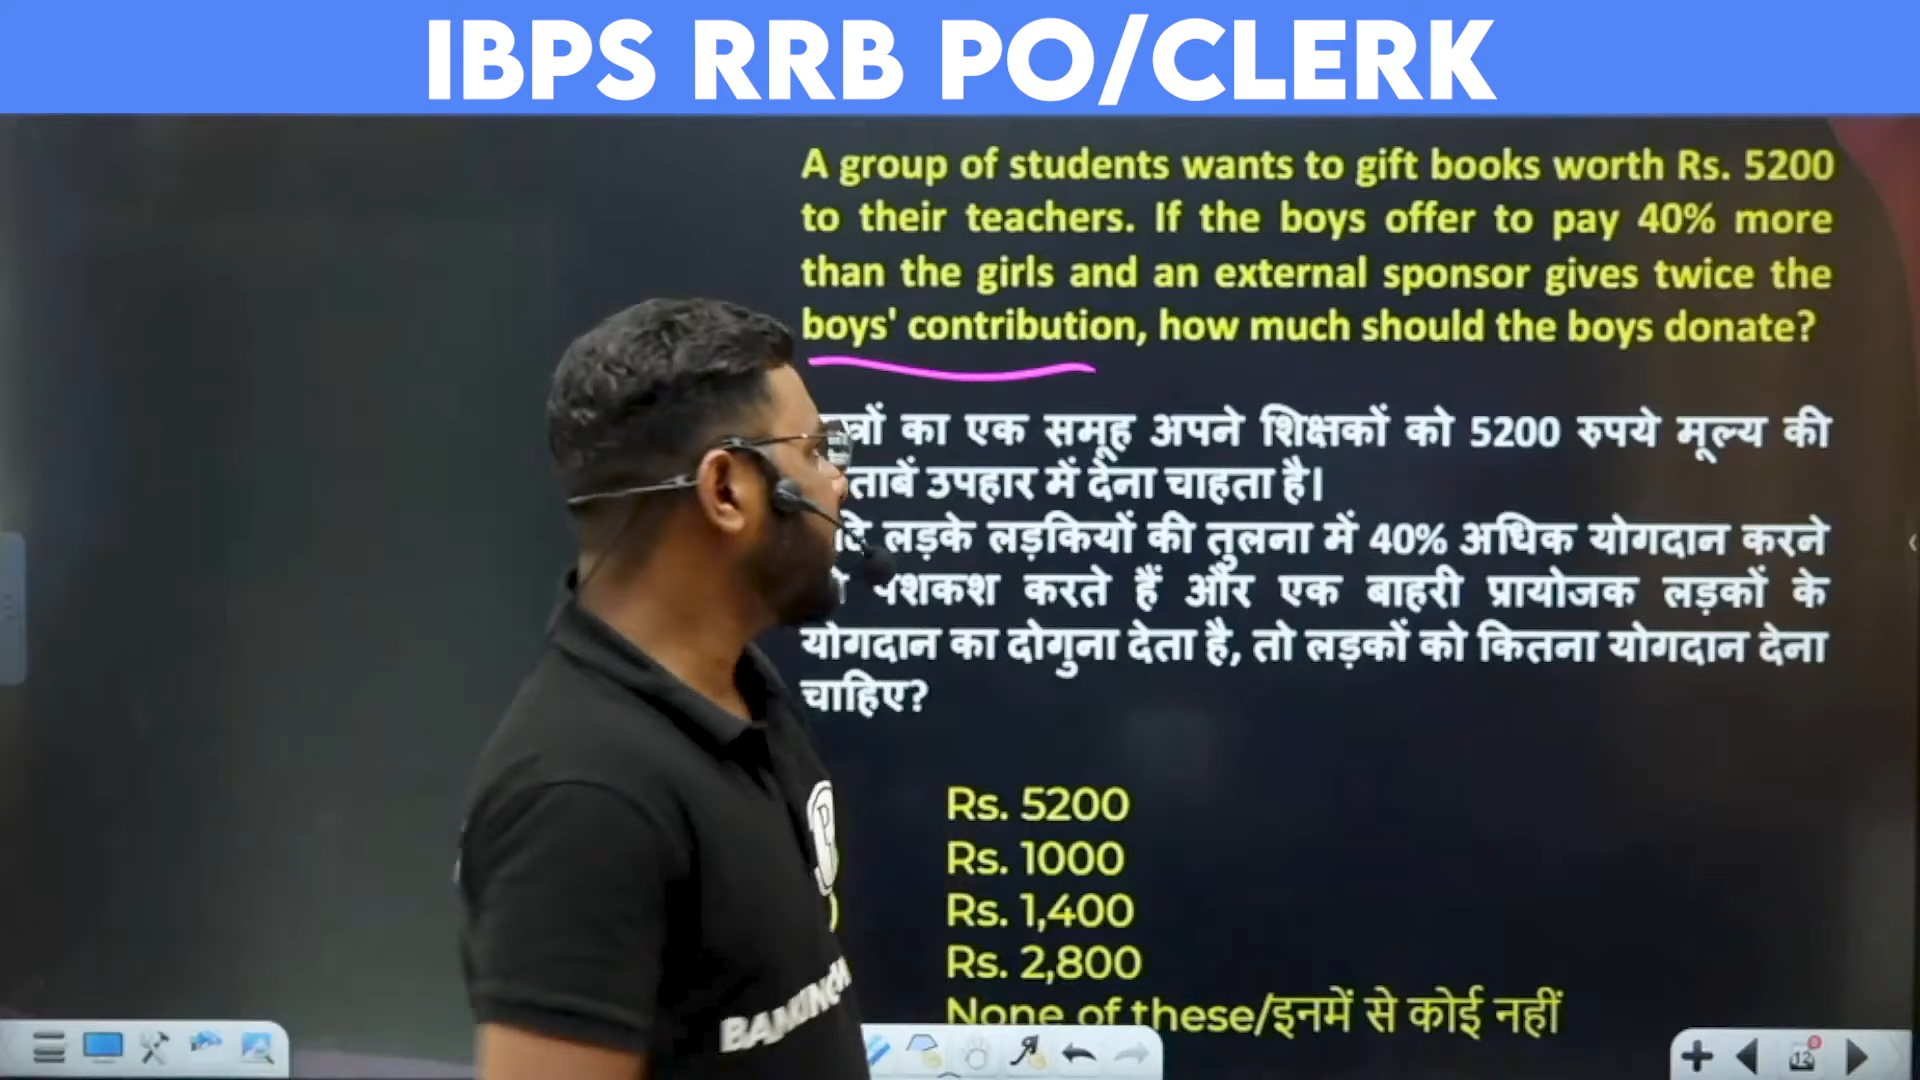 IBPS RRB PO/CLERK
A group of students wants to gift books worth Rs. 5200
to their teachers. If the boys offer to pay 40% more
than the girls and an external sponsor gives twice the
boys' contribution, how much should the boys donate?
का एक समूह अपने शिक्षकों को 5200 रुपये मूल्य की
उपहार में देना चाहता है।
लड़के लड़कियों की तुलना में 40% अधिक योगदान करने
करते हैं और एक बाहरी प्रायोजक लड़कों के
योगदान का दोगुना देता है, तो लड़कों को कितना योगदान देना
चाहिए?
Rs. 5200
Rs. 1000
Rs. 1,400
Rs. 2,800
None of these/इनमें से कोई नहीं
12